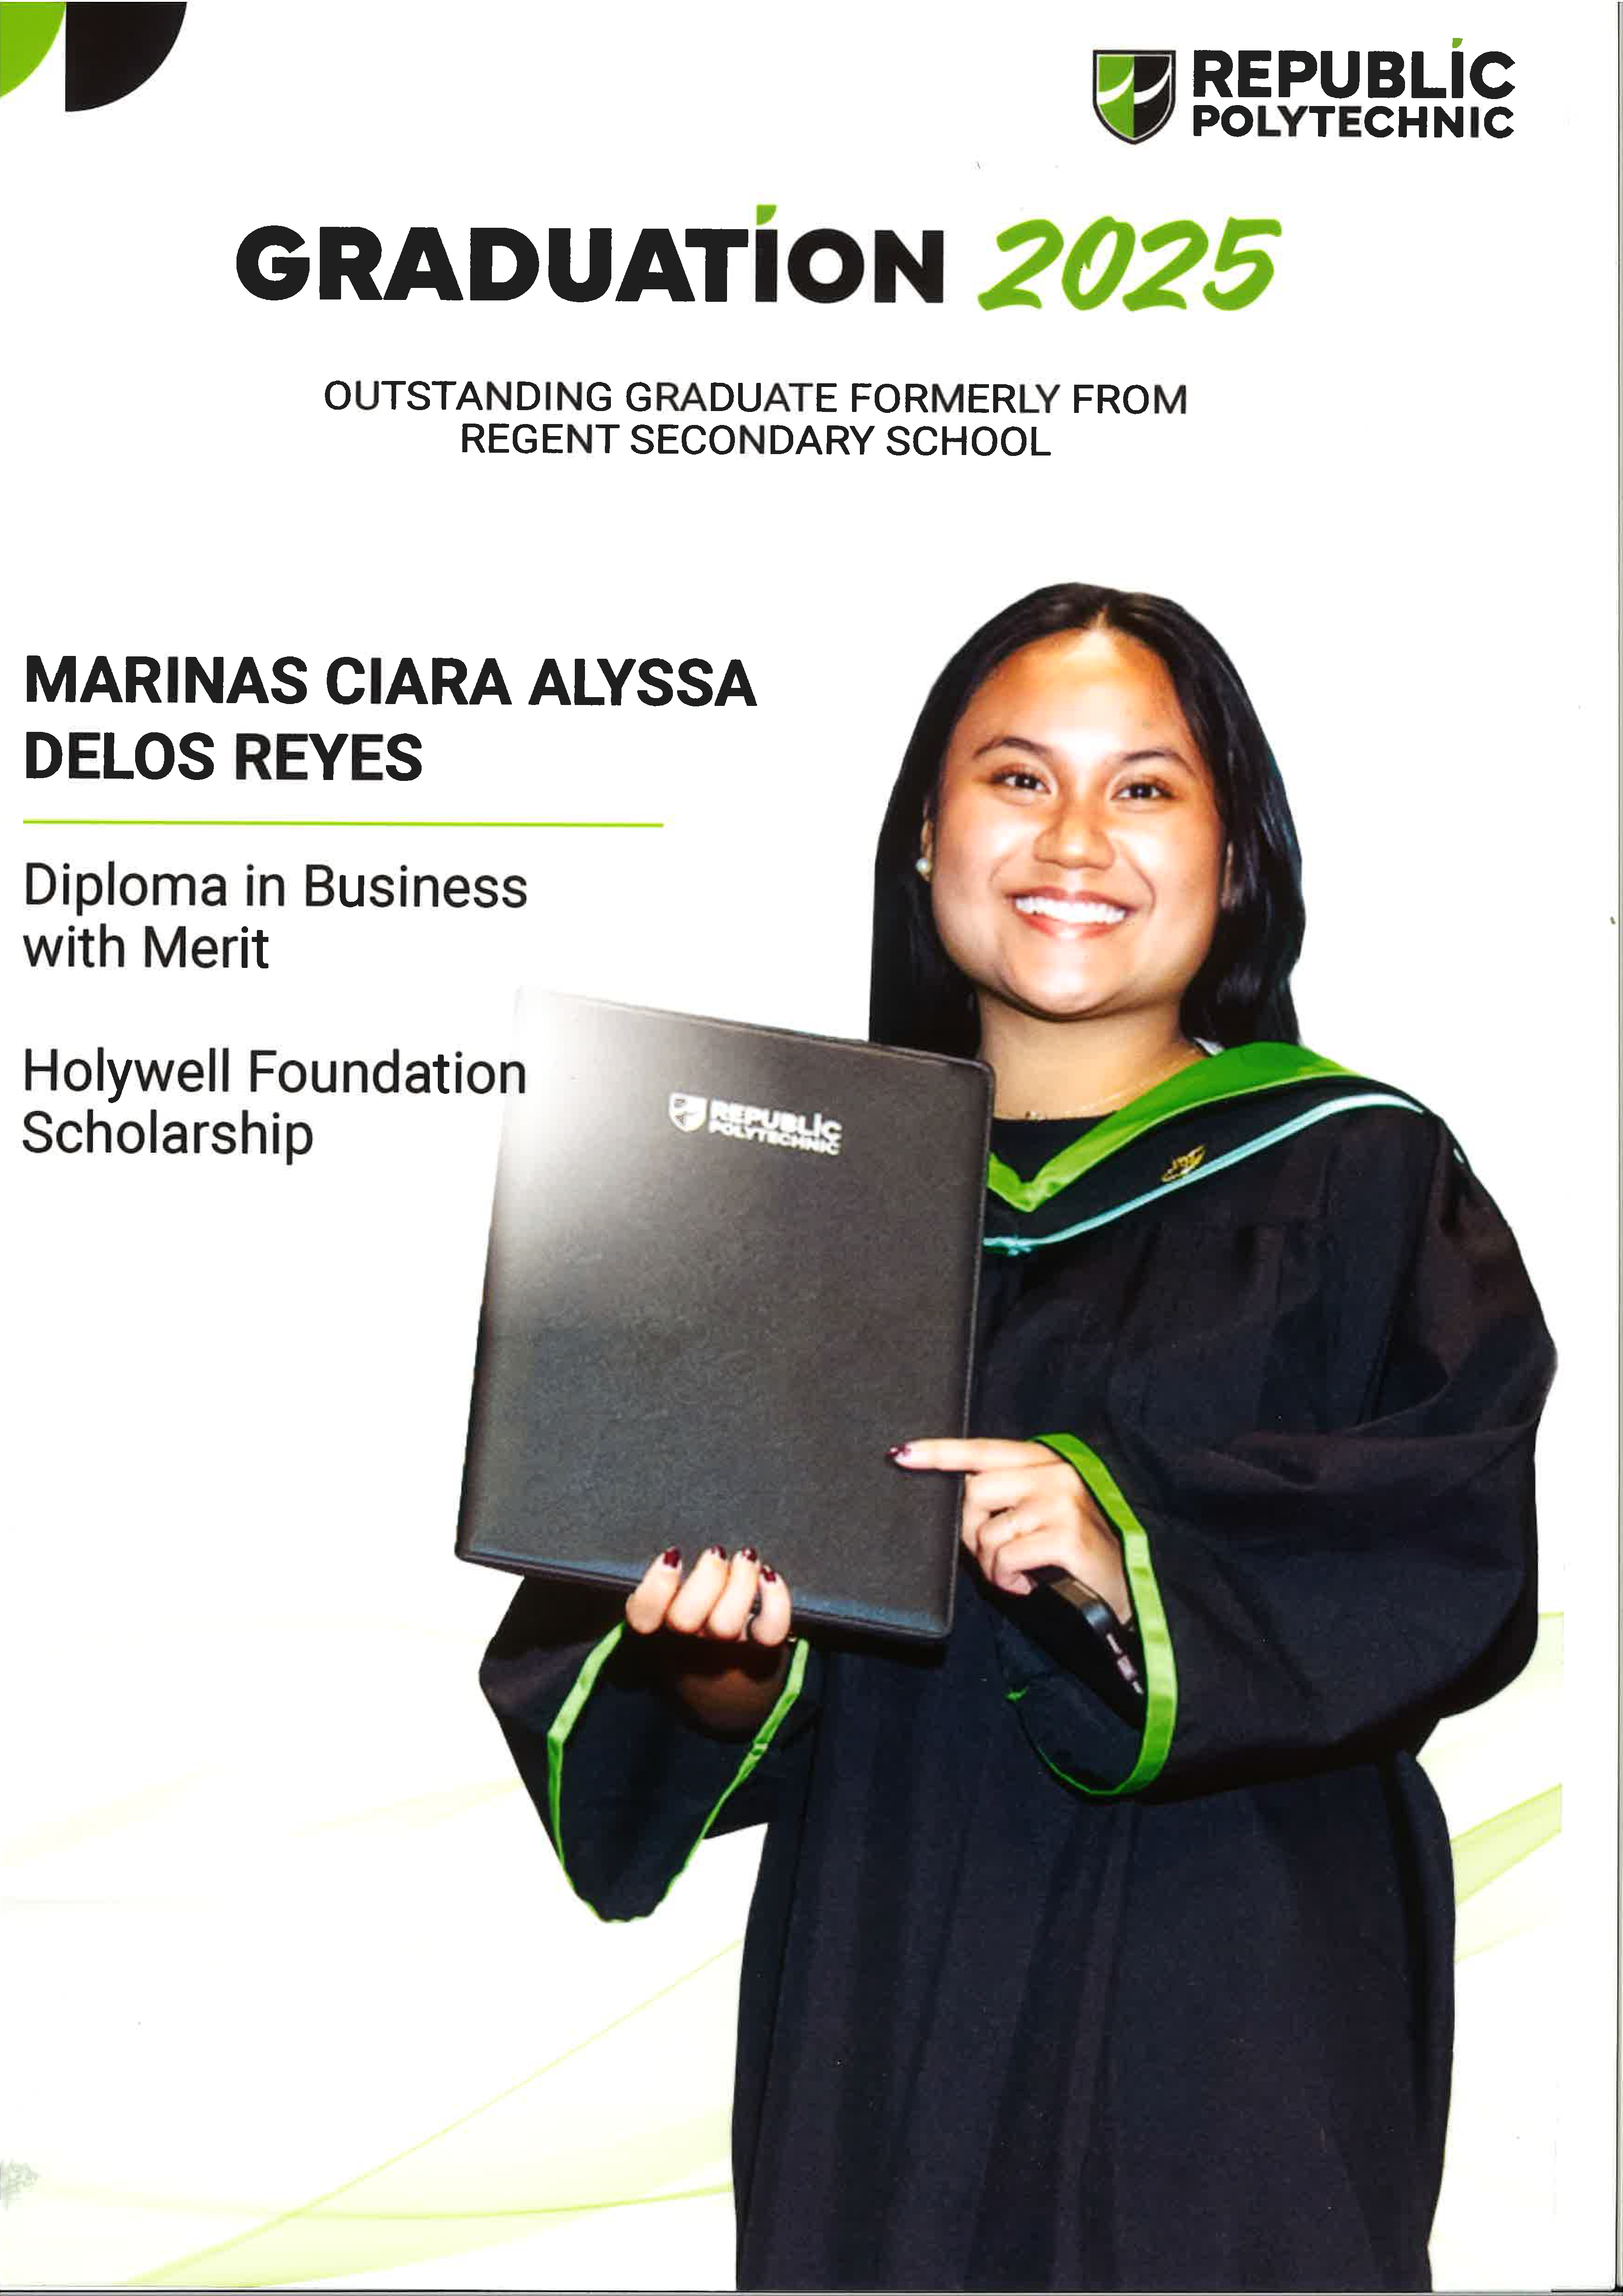 REPUBLIC
POLYTECHNIC
GRADUATION 2025
OUTSTANDING GRADUATE FORMERLY FROM
REGENT SECONDARY SCHOOL
MARINAS CIARA ALYSSA
DELOS REYES
Diploma in Business
with Merit
Holywell Foundation
Scholarship
REPUBLIC
POLYTECHNIC